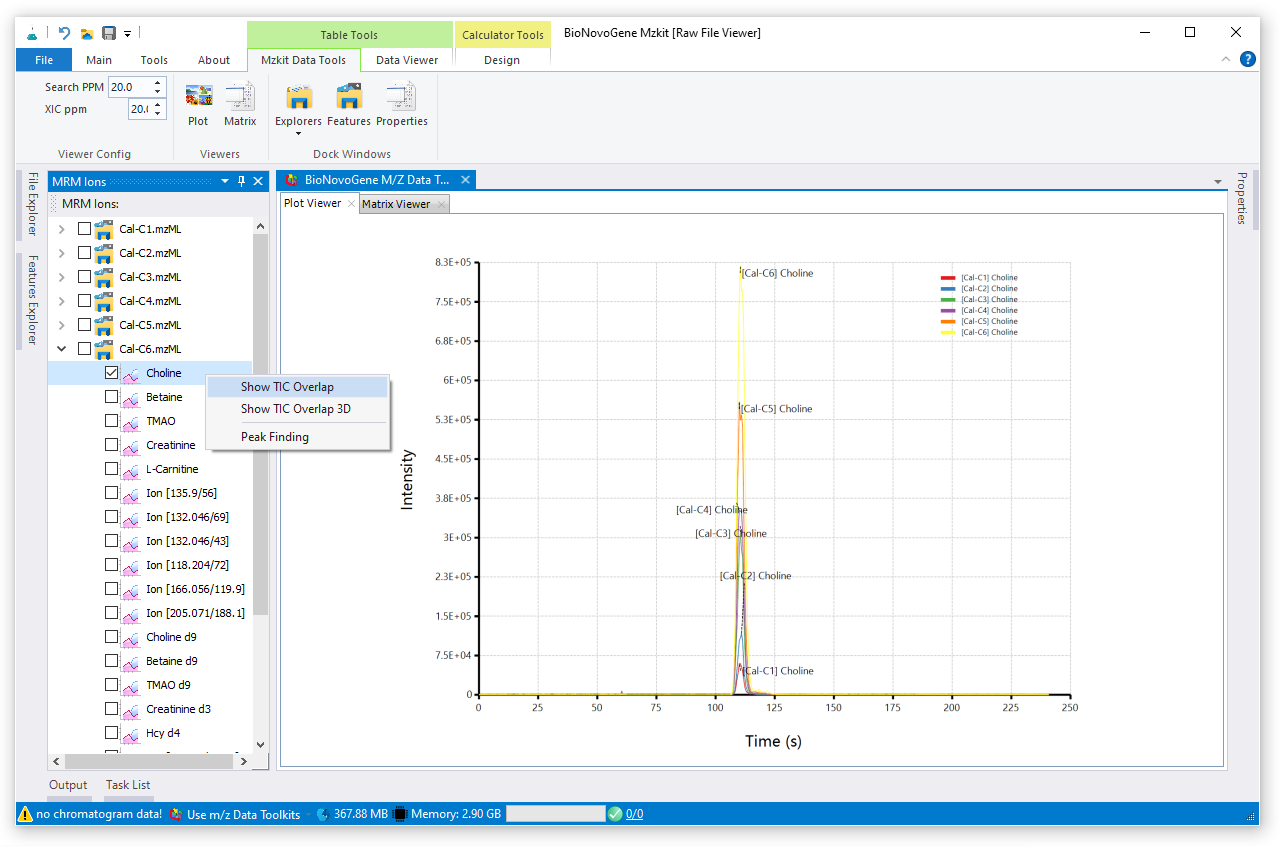 Table Tools
Calculator Tools
BioNovoGene Mzkit [Raw File Viewer]
File
Main
Tools
About
Mzkit Data Tools
Data Viewer
Design
Search PPM 20.0
XIC ppm 20.
Plot
Matrix
Explorers
Features
Properties
Viewer Config
Viewers
Dock Windows
File Explorer
Features Explorer
MRM Ions
MRM Ions:
Cal-C1.mzML
Cal-C2.mzML
Cal-C3.mzML
Cal-C4.mzML
Cal-C5.mzML
Cal-C6.mzML
Choline
Betaine
TMAO
Creatinine
L-Carnitine
Ion [135.9/56]
Ion [132.046/69]
Ion [132.046/43]
Ion [118.204/72]
Ion [166.056/119.9]
Ion [205.071/188.1]
Choline d9
Betaine d9
TMAO d9
Creatinine d3
Hcy d4
Show TIC Overlap
Show TIC Overlap 3D
Peak Finding
BioNovoGene M/Z Data T...
Plot Viewer
Matrix Viewer
Properties
8.3E+05
7.5E+05
6.8E+05
6E+05
5.3E+05
4.5E+05
3.8E+05
3E+05
2.3E+05
1.5E+05
7.5E+04
0
Intensity
[Cal-C6] Choline
[Cal-C5] Choline
[Cal-C4] Choline
[Cal-C3] Choline
[Cal-C2] Choline
[Cal-C1] Choline
[Cal-C1] Choline
[Cal-C2] Choline
[Cal-C3] Choline
[Cal-C4] Choline
[Cal-C5] Choline
[Cal-C6] Choline
0 25 50 75 100 125 150 175 200 225 250
Time (s)
Output
Task List
no chromatogram data!
Use m/z Data Toolkits
367.88 MB
Memory: 2.90 GB
0/0